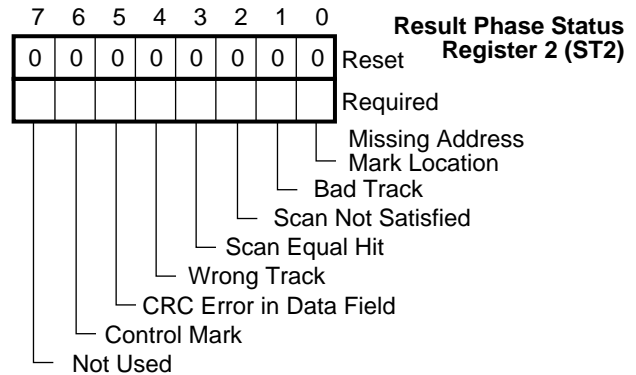 7 6 5 4 3 2 1 0
Result Phase Status
Register 2 (ST2)
0 0 0 0 0 0 0 0 Reset
Required
Missing Address
Mark Location
Bad Track
Scan Not Satisfied
Scan Equal Hit
Wrong Track
CRC Error in Data Field
Control Mark
Not Used